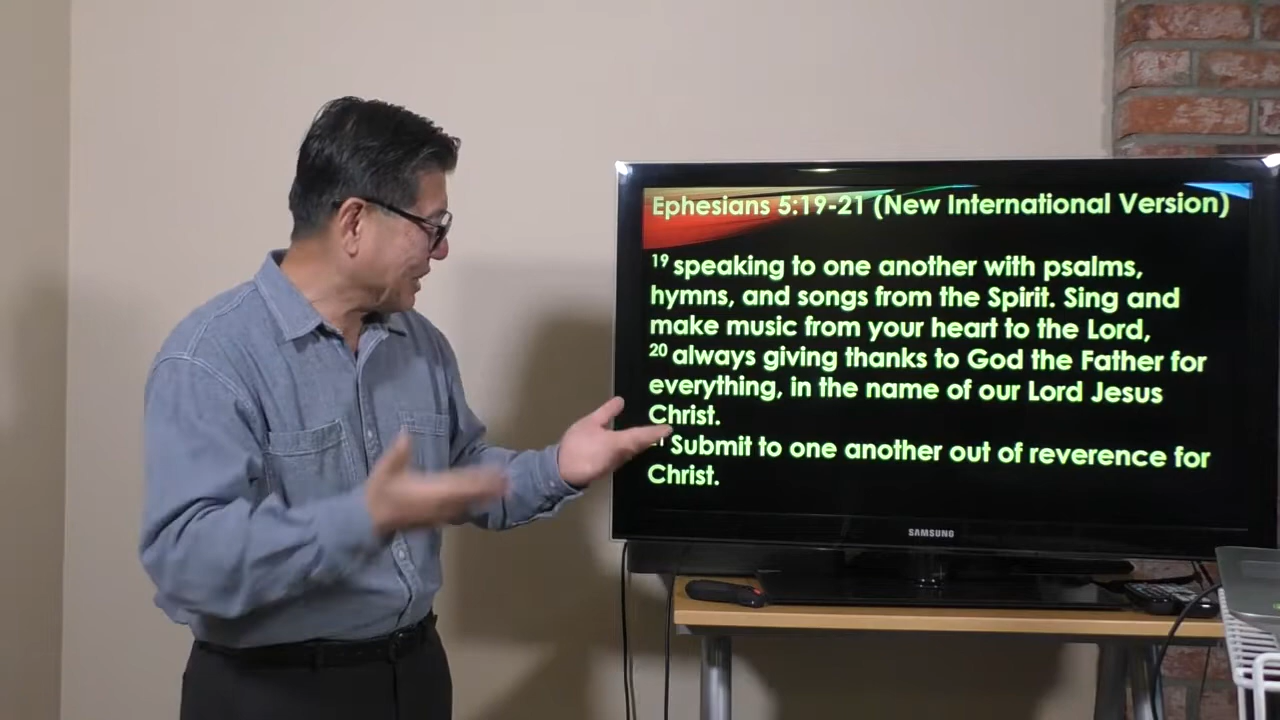 Ephesians 5:19-21 (New International Version)
19 speaking to one another with psalms,
hymns, and songs from the Spirit. Sing and
make music from your heart to the Lord,
20 always giving thanks to God the Father for
everything, in the name of our Lord Jesus
Christ.
Submit to one another out of reverence for
Christ.
SAMSUNG